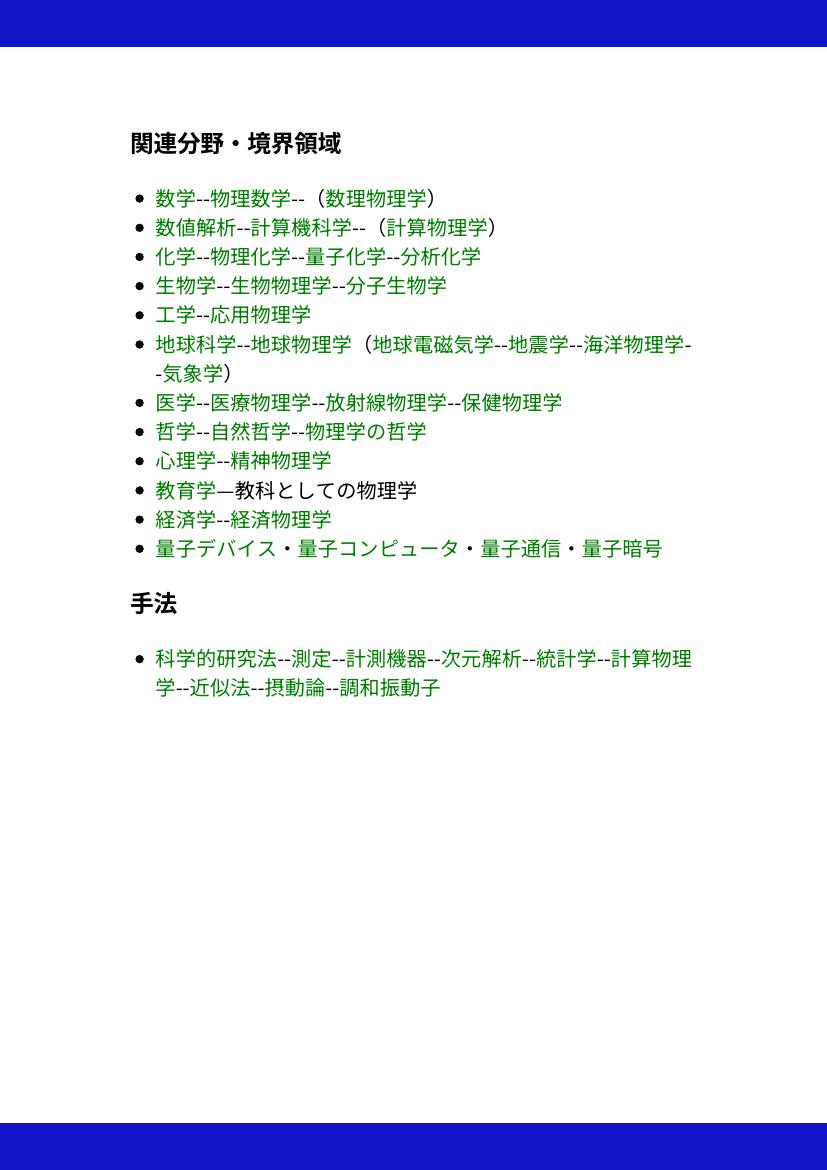 関連分野・境界領域
数学--物理数学--（数理物理学）
数値解析--計算機科学--（計算物理学）
化学--物理化学--量子化学--分析化学
生物学--生物物理学--分子生物学
工学--応用物理学
地球科学--地球物理学（地球電磁気学--地震学--海洋物理学-
-気象学）
医学--医療物理学--放射線物理学--保健物理学
哲学--自然哲学--物理学の哲学
心理学--精神物理学
教育学—教科としての物理学
経済学--経済物理学
量子デバイス・量子コンピュータ・量子通信・量子暗号
手法
科学的研究法--測定--計測機器--次元解析--統計学--計算物理
学--近似法--摂動論--調和振動子